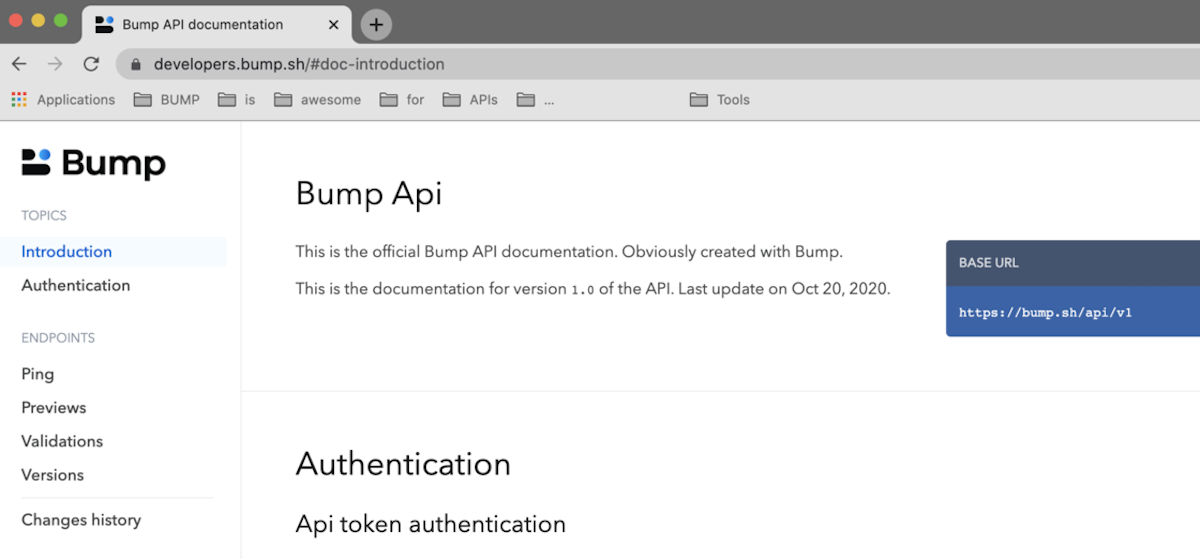 Bump API documentation
developers.bump.sh/#doc-introduction
Applications BUMP is awesome for APIs ... Tools
Bump
TOPICS
Introduction
Authentication
ENDPOINTS
Ping
Previews
Validations
Versions
Changes history
Bump Api
This is the official Bump API documentation. Obviously created with Bump.
This is the documentation for version 1.0 of the API. Last update on Oct 20, 2020.
BASE URL
https://bump.sh/api/v1
Authentication
Api token authentication